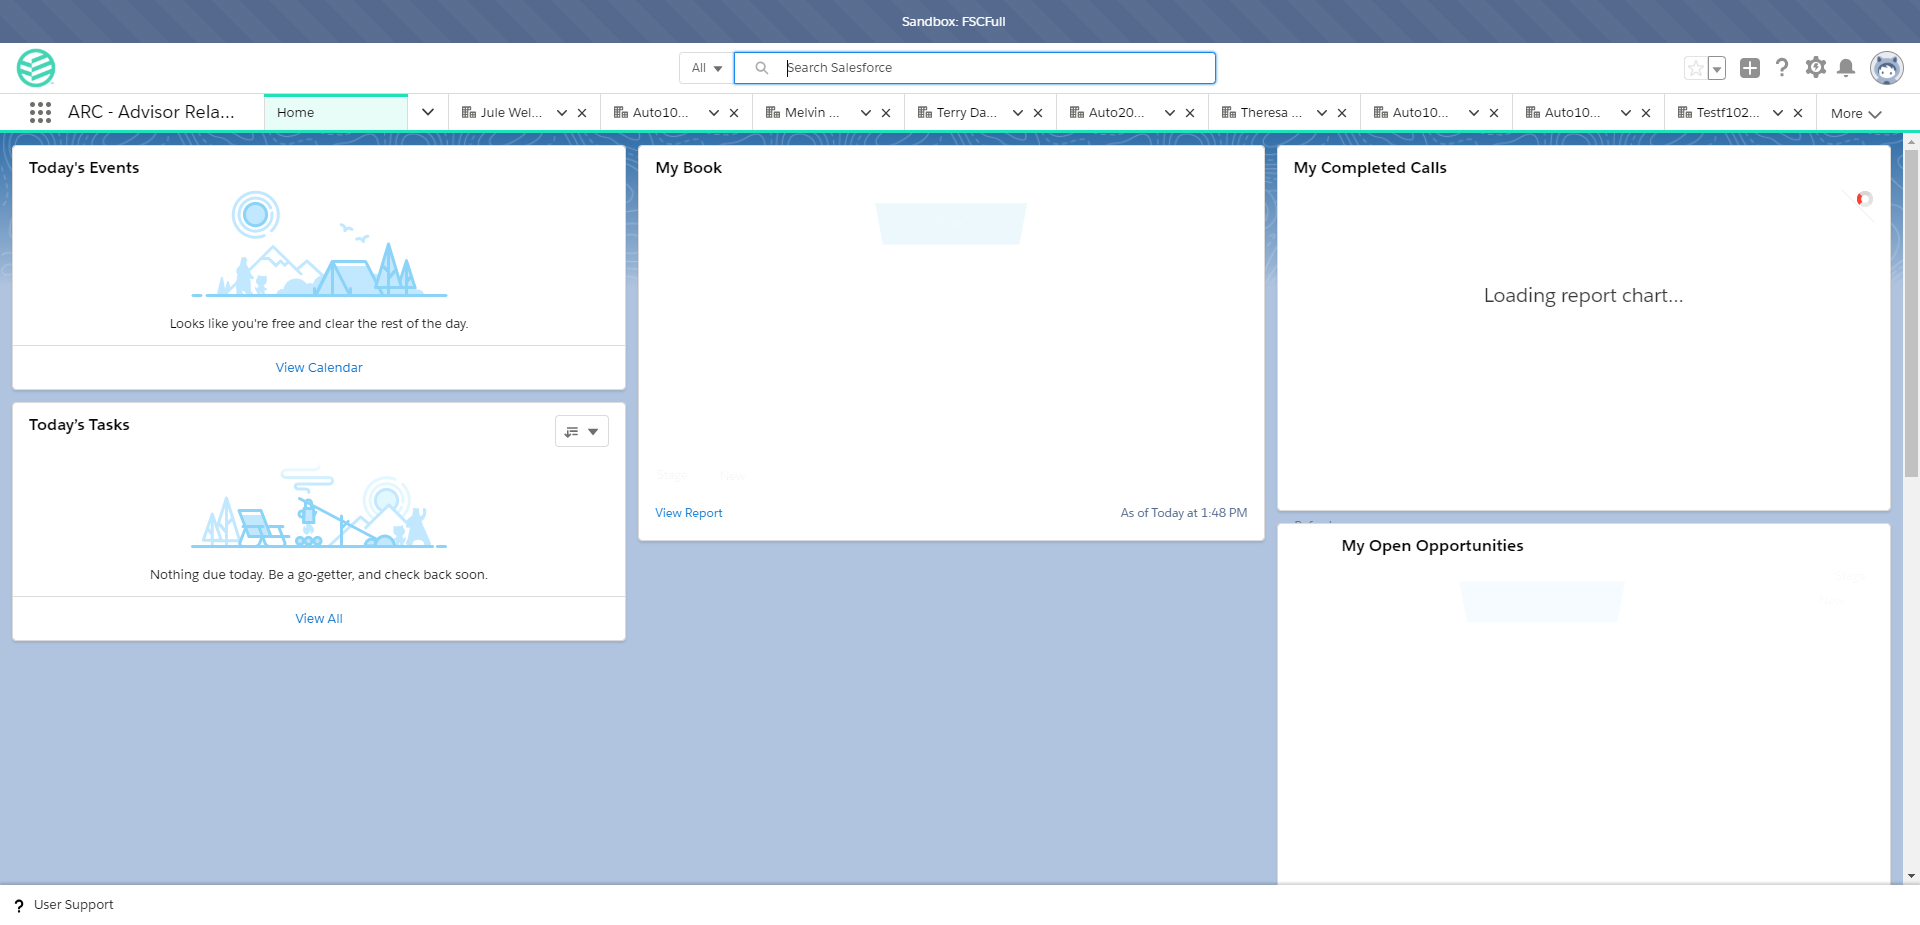 Sandbox: FSCFull
All
Search Salesforce
ARC - Advisor Rela...
Home
Jule Wel...
Auto10...
Melvin ...
Terry Da...
Auto20...
Theresa ...
Auto10...
Auto10...
Testf102...
More
Today's Events
Looks like you're free and clear the rest of the day.
View Calendar
Today's Tasks
Nothing due today. Be a go-getter, and check back soon.
View All
My Book
Stage
New
View Report
As of Today at 1:48 PM
My Completed Calls
Loading report chart...
My Open Opportunities
User Support